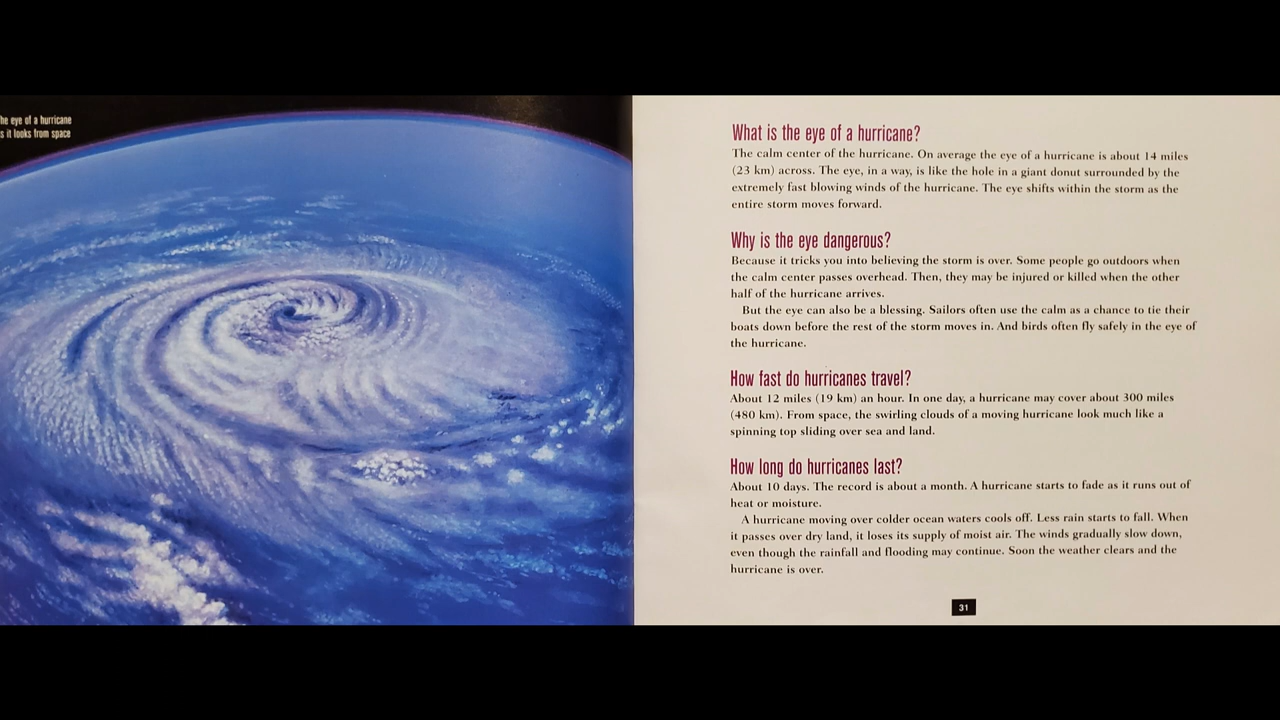 he eye of a hurricane
s it looks from space
What is the eye of a hurricane?
The calm center of the hurricane. On average the eye of a hurricane is about 14 miles
(23 km) across. The eye, in a way, is like the hole in a giant donut surrounded by the
extremely fast blowing winds of the hurricane. The eye shifts within the storm as the
entire storm moves forward.
Why is the eye dangerous?
Because it tricks you into believing the storm is over. Some people go outdoors when
the calm center passes overhead. Then, they may be injured or killed when the other
half of the hurricane arrives.
But the eye can also be a blessing. Sailors often use the calm as a chance to tie their
boats down before the rest of the storm moves in. And birds often fly safely in the eye of
the hurricane.
How fast do hurricanes travel?
About 12 miles (19 km) an hour. In one day, a hurricane may cover about 300 miles
(480 km). From space, the swirling clouds of a moving hurricane look much like a
spinning top sliding over sea and land.
How long do hurricanes last?
About 10 days. The record is about a month. A hurricane starts to fade as it runs out of
heat or moisture.
A hurricane moving over colder ocean waters cools off. Less rain starts to fall. When
it passes over dry land, it loses its supply of moist air. The winds gradually slow down,
even though the rainfall and flooding may continue. Soon the weather clears and the
hurricane is over.
31